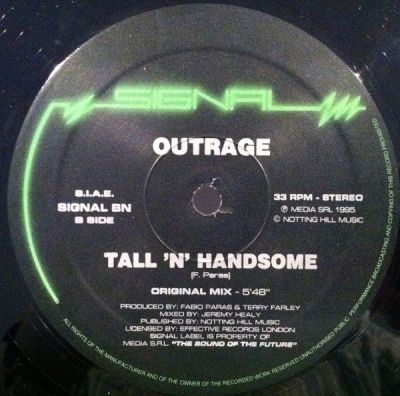 SIGNAL
OUTRAGE
S.I.A.E.
SIGNAL BN
B SIDE
33 RPM - STEREO
℗ MEDIA SRL 1995
© NOTTING HILL MUSIC
TALL 'N' HANDSOME
(F. Paras)
ORIGINAL MIX - 5'48"
PRODUCED BY: FABIO PARAS & TERRY FARLEY
MIXED BY: JEREMY HEALY
PUBLISHED BY: NOTTING HILL MUSIC
LICENSED BY: EFFECTIVE RECORDS LONDON
SIGNAL LABEL IS PROPERTY OF
MEDIA S.R.L. "THE SOUND OF THE FUTURE"
ALL RIGHTS OF THE MANUFACTURER AND OF THE OWNER OF THE RECORDED WORK RESERVED UNAUTHORISED PUBLIC PERFORMANCE BROADCASTING AND COPYING OF THIS RECORD PROHIBITED